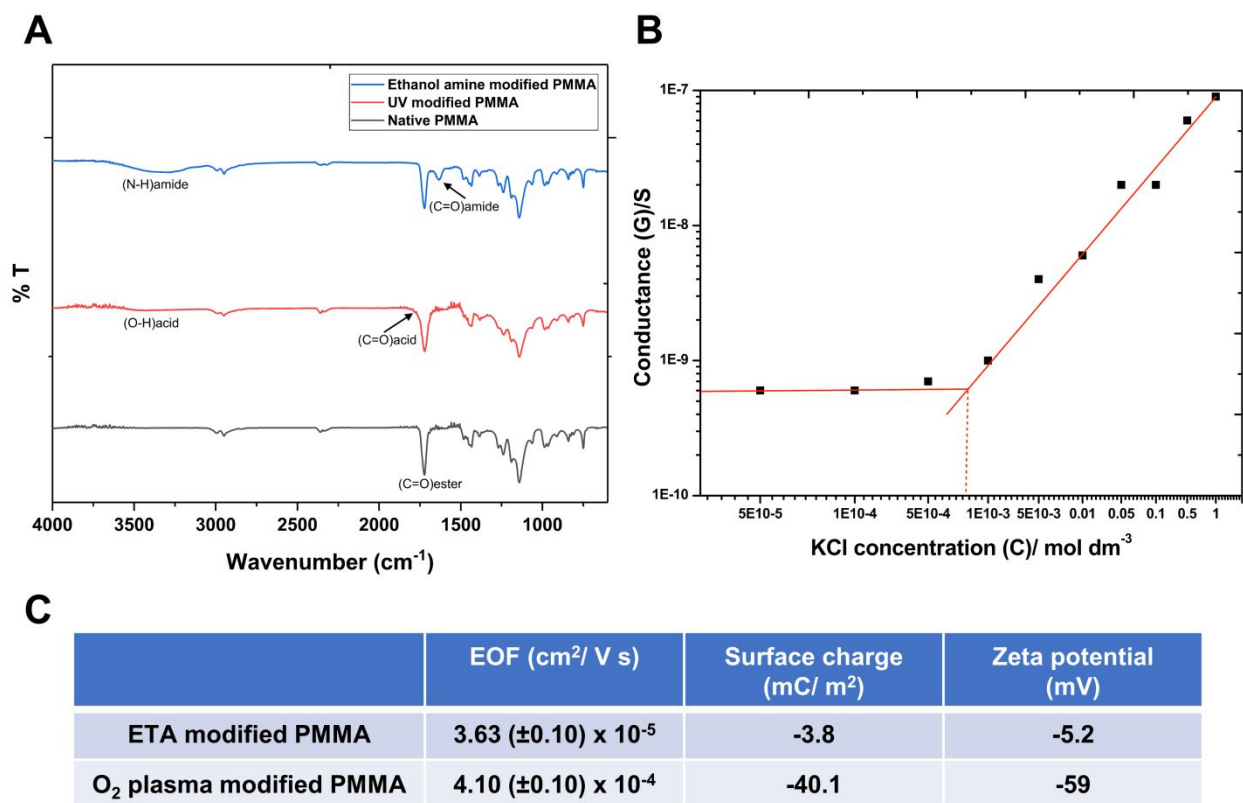 A
Ethanol amine modified PMMA
UV modified PMMA
Native PMMA
% T
(N-H)amide
(C=O)amide
(O-H)acid
(C=O)acid
(C=O)ester
4000 3500 3000 2500 2000 1500 1000
Wavenumber (cm⁻¹)
B
Conductance (G)/S
1E-7
1E-8
1E-9
1E-10
5E10-5 1E10-4 5E10-4 1E10-3 5E10-3 0.01 0.05 0.1 0.5 1
KCl concentration (C)/ mol dm⁻³
C
EOF (cm²/ V s) Surface charge (mC/ m²) Zeta potential (mV)
ETA modified PMMA 3.63 (±0.10) x 10⁻⁵ -3.8 -5.2
O₂ plasma modified PMMA 4.10 (±0.10) x 10⁻⁴ -40.1 -59